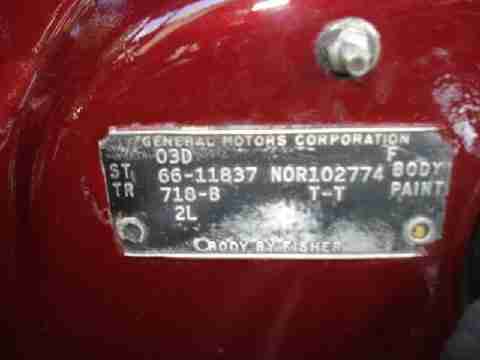 GENERAL MOTORS CORPORATION
03D F
ST 66-11837 NOR102774 BODY
TR 718-B T-T PAINT
2L
BODY BY FISHER